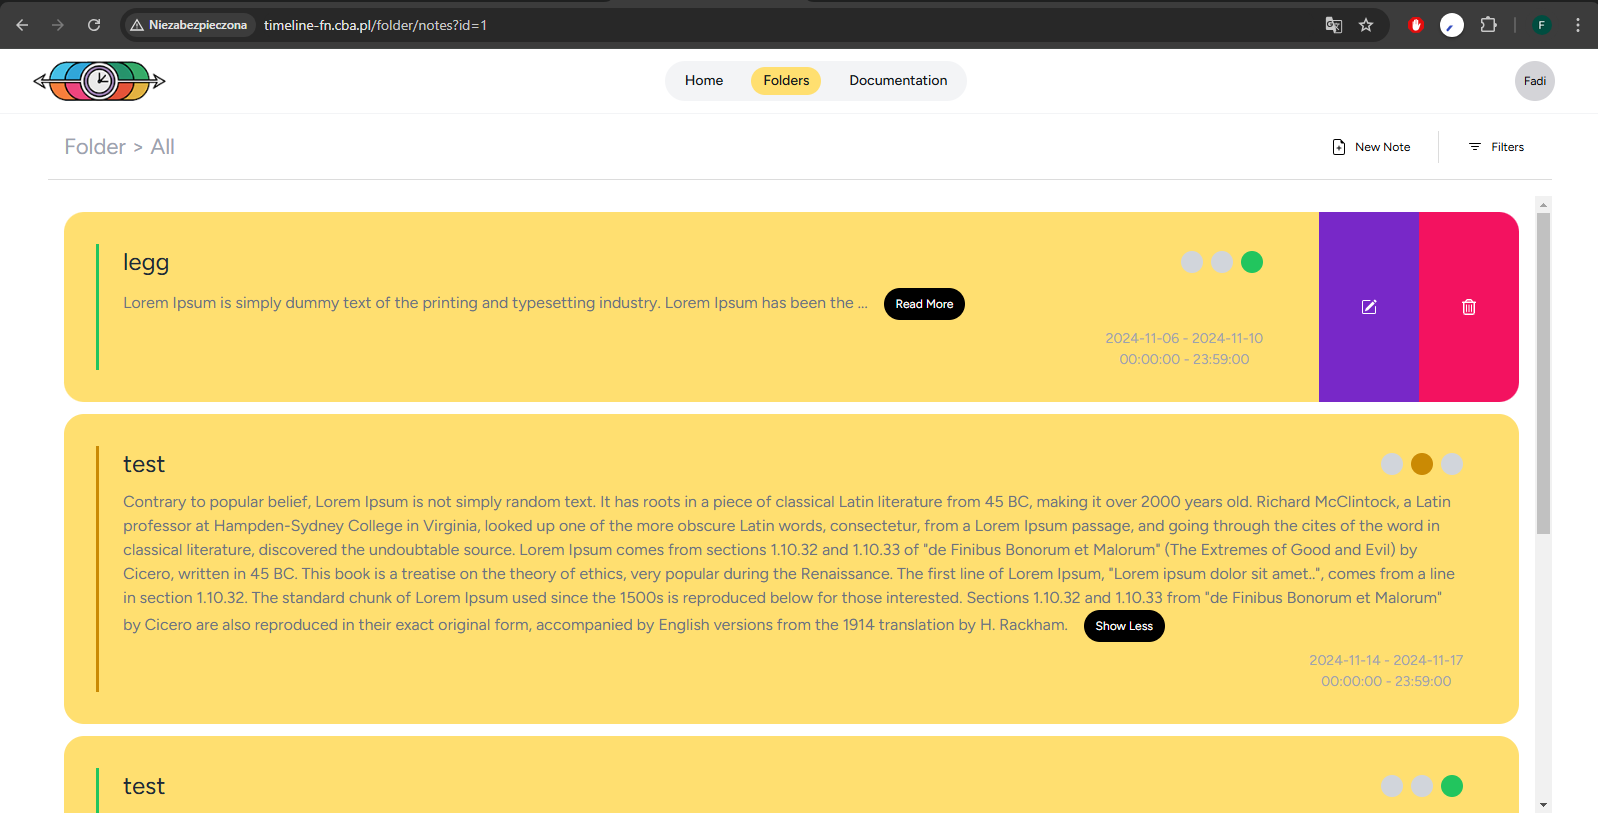 Niezabezpieczona timeline-fn.cba.pl/folder/notes?id=1 F
Home Folders Documentation Fadi
Folder > All New Note Filters
legg
Lorem Ipsum is simply dummy text of the printing and typesetting industry. Lorem Ipsum has been the ... Read More
2024-11-06 - 2024-11-10
00:00:00 - 23:59:00
test
Contrary to popular belief, Lorem Ipsum is not simply random text. It has roots in a piece of classical Latin literature from 45 BC, making it over 2000 years old. Richard McClintock, a Latin
professor at Hampden-Sydney College in Virginia, looked up one of the more obscure Latin words, consectetur, from a Lorem Ipsum passage, and going through the cites of the word in
classical literature, discovered the undoubtable source. Lorem Ipsum comes from sections 1.10.32 and 1.10.33 of "de Finibus Bonorum et Malorum" (The Extremes of Good and Evil) by
Cicero, written in 45 BC. This book is a treatise on the theory of ethics, very popular during the Renaissance. The first line of Lorem Ipsum, "Lorem ipsum dolor sit amet..", comes from a line
in section 1.10.32. The standard chunk of Lorem Ipsum used since the 1500s is reproduced below for those interested. Sections 1.10.32 and 1.10.33 from "de Finibus Bonorum et Malorum"
by Cicero are also reproduced in their exact original form, accompanied by English versions from the 1914 translation by H. Rackham. Show Less
2024-11-14 - 2024-11-17
00:00:00 - 23:59:00
test